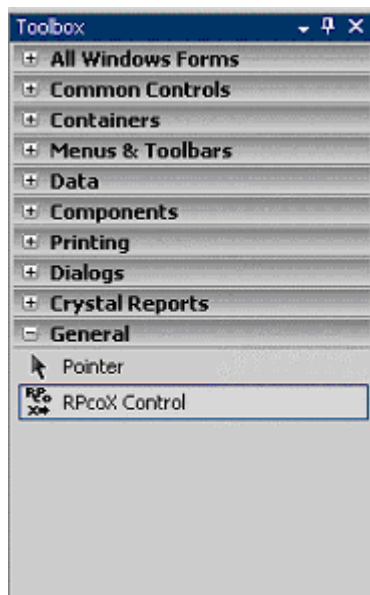 Toolbox
All Windows Forms
Common Controls
Containers
Menus & Toolbars
Data
Components
Printing
Dialogs
Crystal Reports
General
Pointer
RPcoX Control